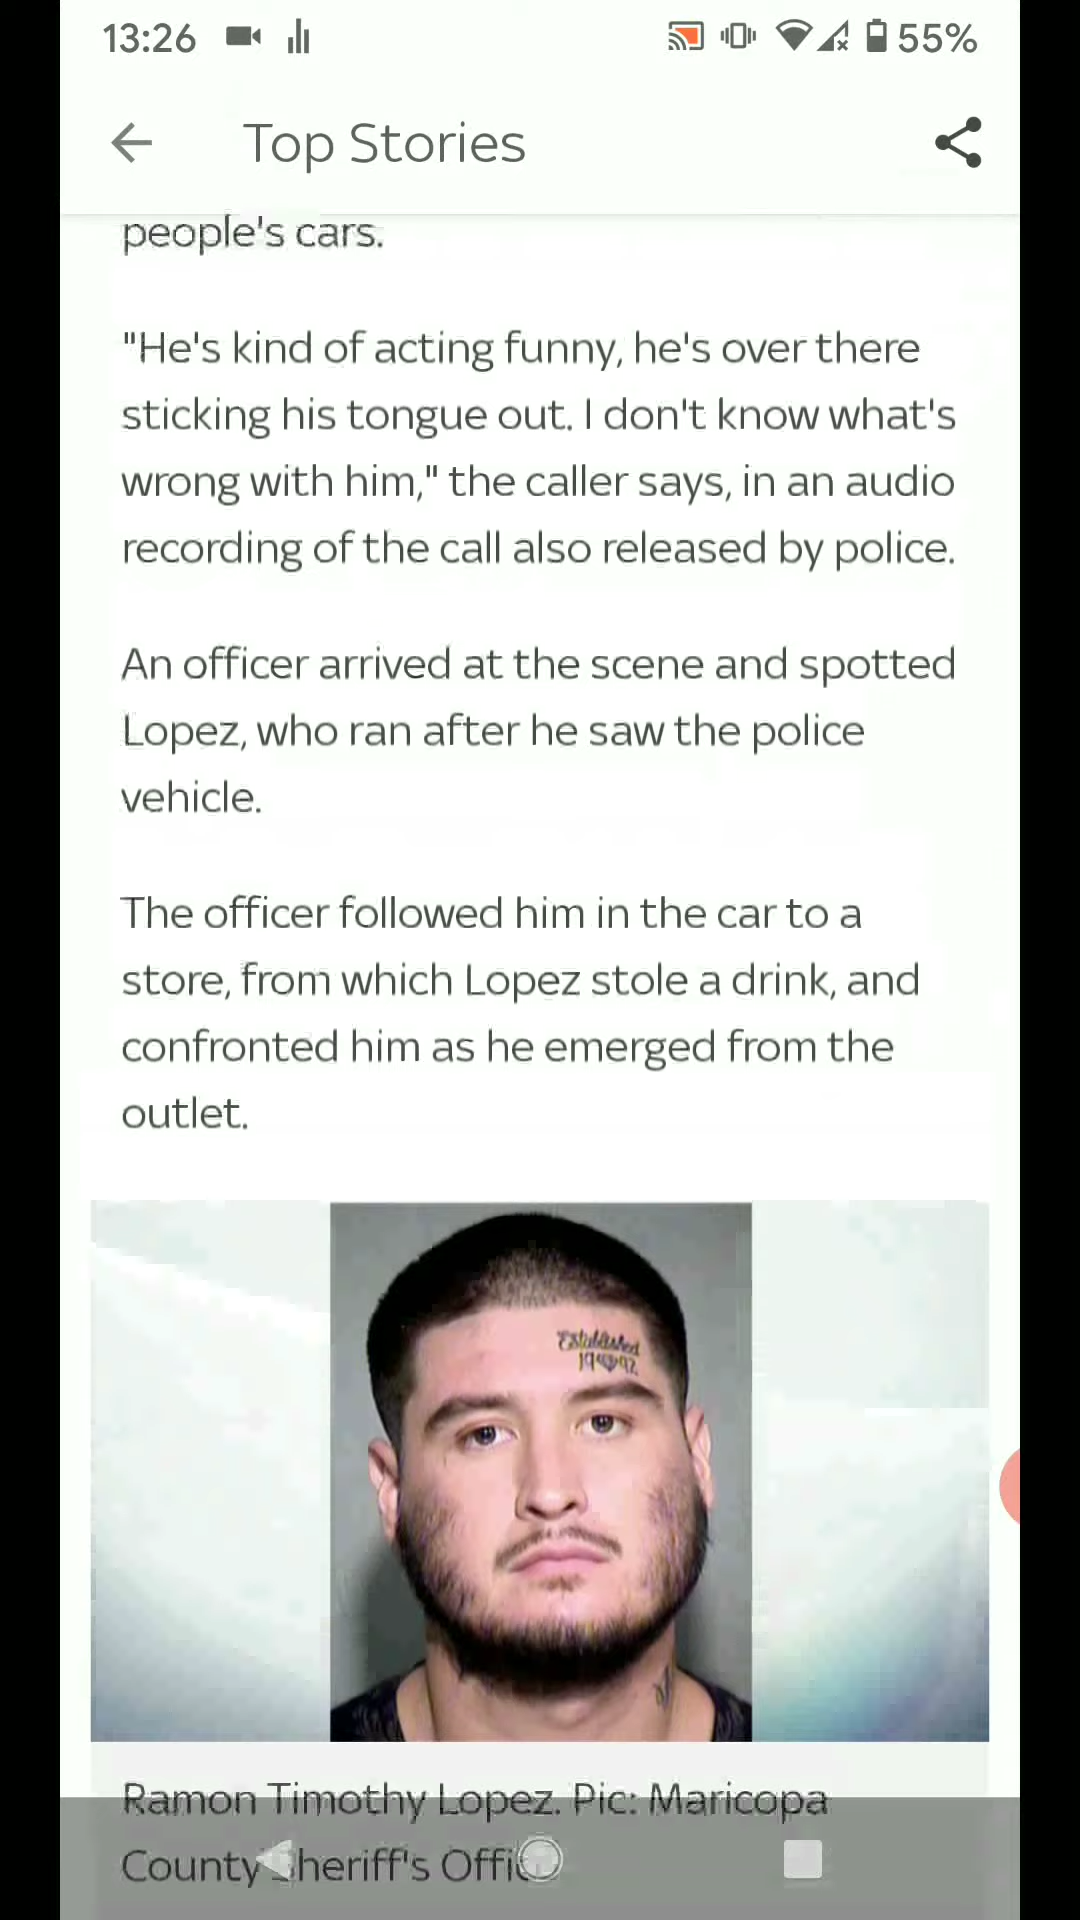 13:26
55%
Top Stories
people's cars.
"He's kind of acting funny, he's over there
sticking his tongue out. I don't know what's
wrong with him," the caller says, in an audio
recording of the call also released by police.
An officer arrived at the scene and spotted
Lopez, who ran after he saw the police
vehicle.
The officer followed him in the car to a
store, from which Lopez stole a drink, and
confronted him as he emerged from the
outlet.
Established
1992
Ramon Timothy Lopez. Pic: Maricopa
County Sheriff's Office